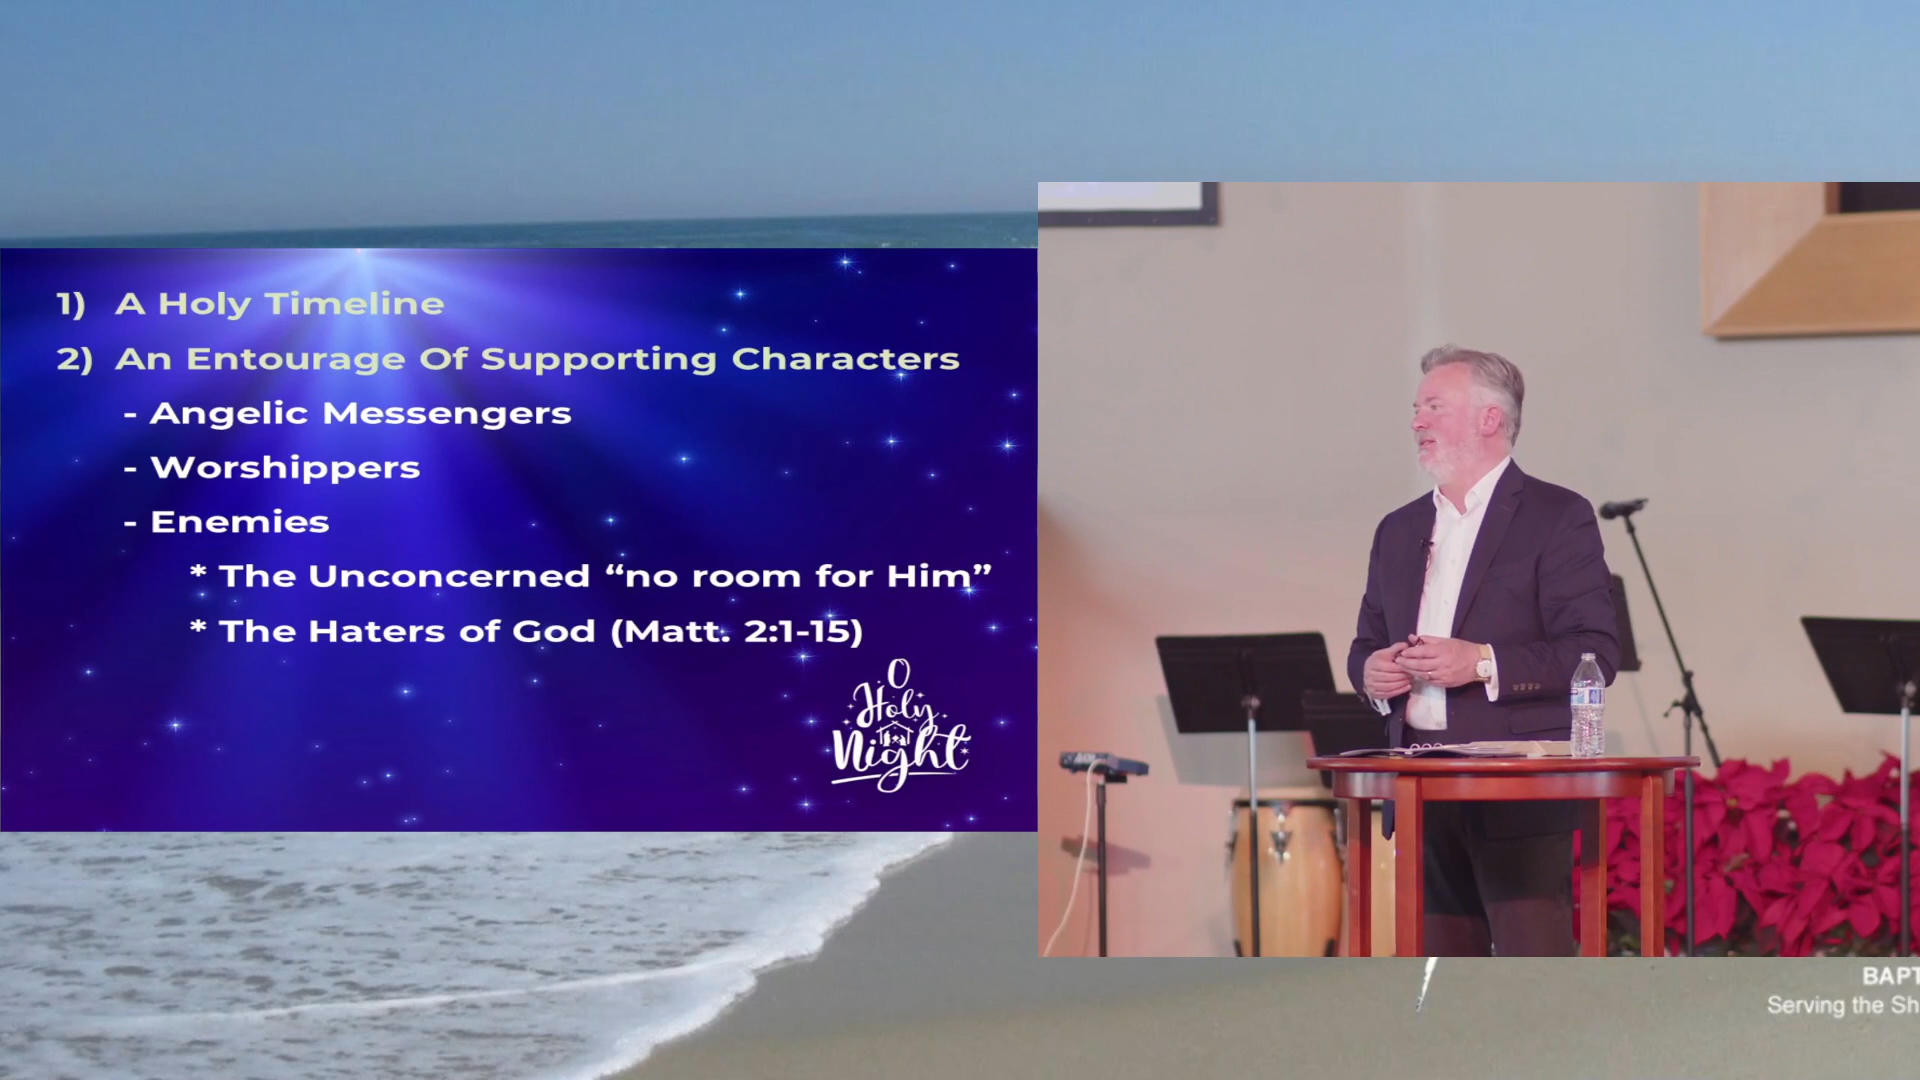 1) A Holy Timeline
2) An Entourage Of Supporting Characters
- Angelic Messengers
- Worshippers
- Enemies
* The Unconcerned “no room for Him”
* The Haters of God (Matt. 2:1-15)
O
Holy
Night
BAPT
Serving the Sh